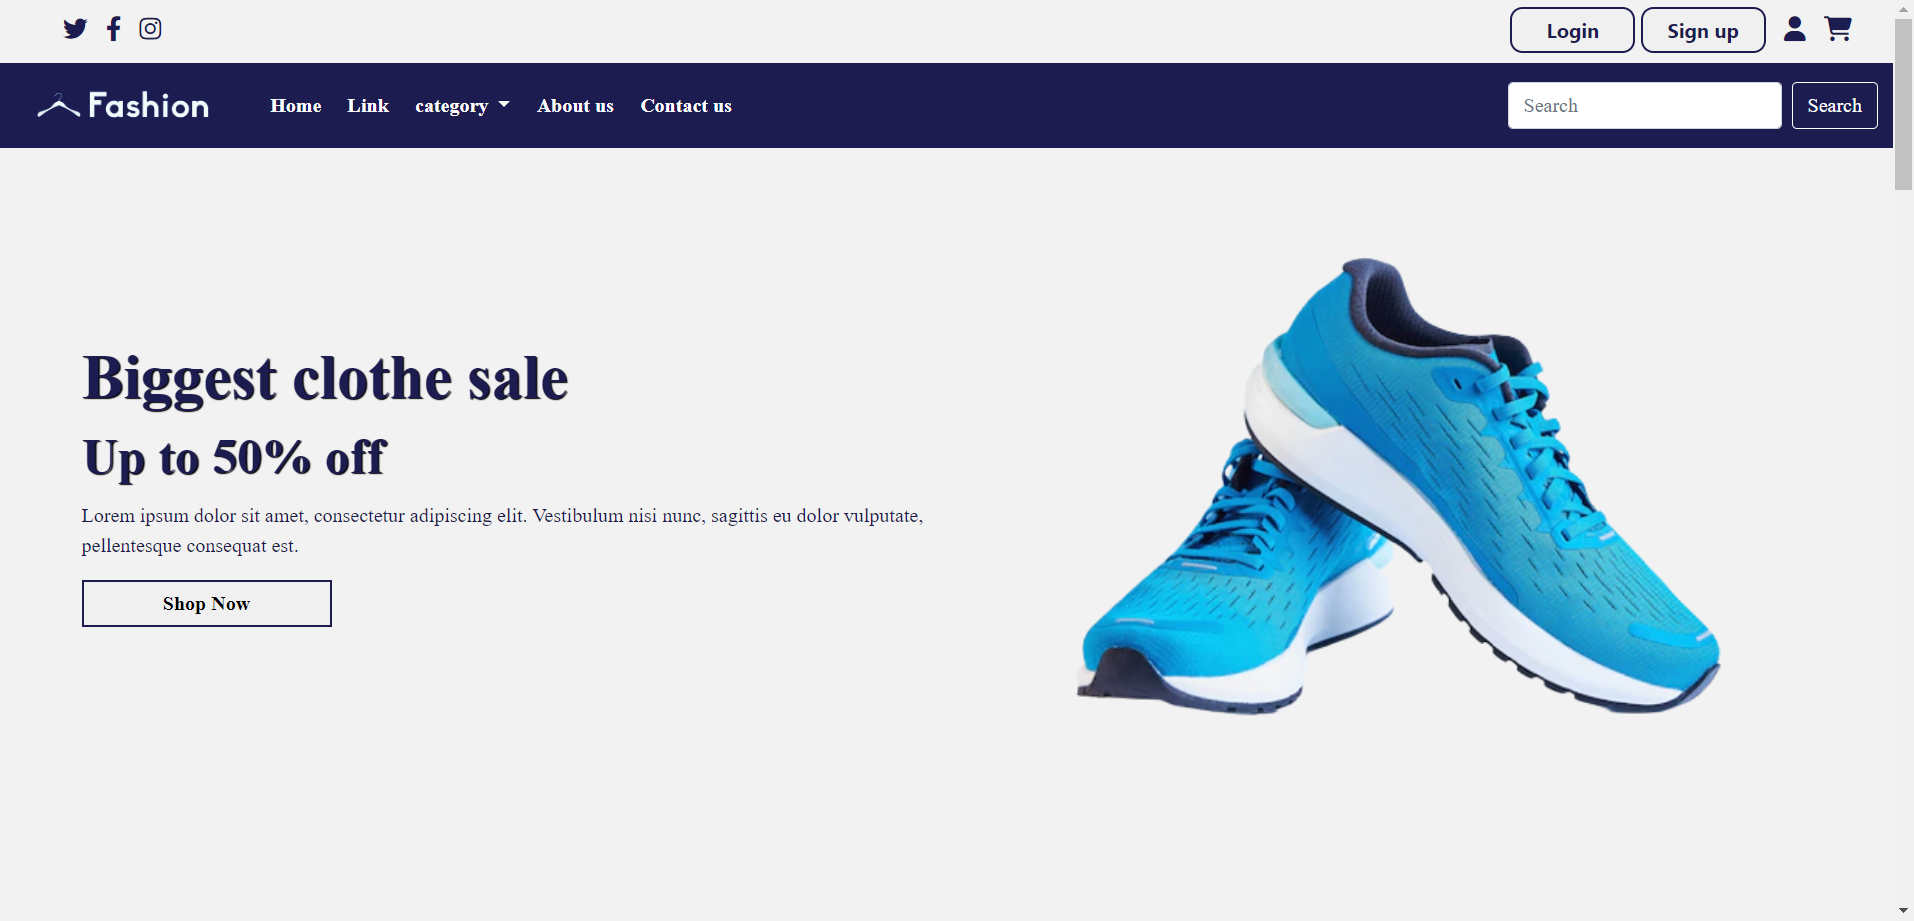 Login Sign up
Fashion Home Link category About us Contact us Search Search
Biggest clothe sale
Up to 50% off
Lorem ipsum dolor sit amet, consectetur adipiscing elit. Vestibulum nisi nunc, sagittis eu dolor vulputate,
pellentesque consequat est.
Shop Now